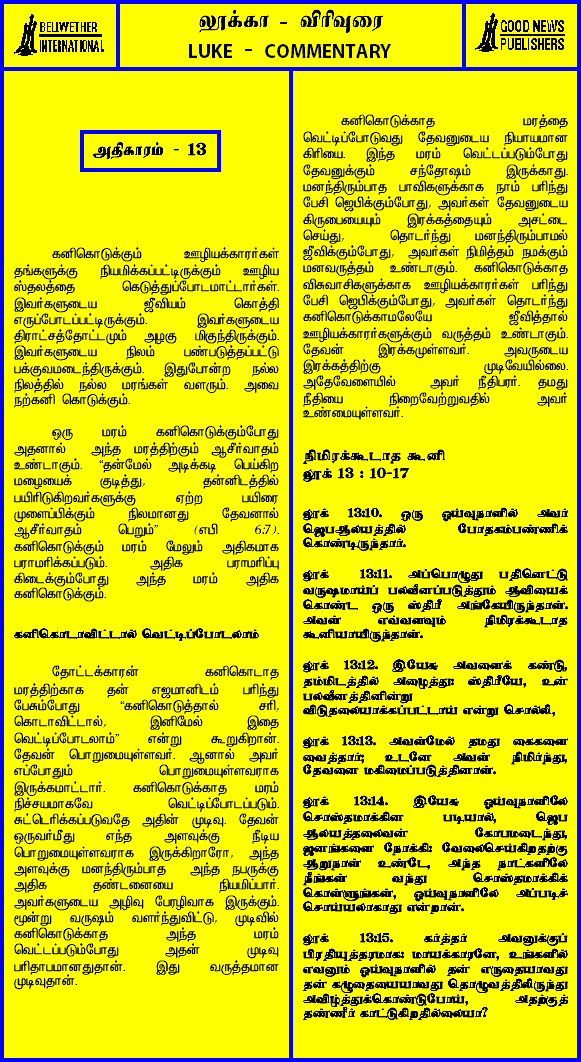 BELLWETHER
INTERNATIONAL
லூக்கா - விரிவுரை
LUKE - COMMENTARY
GOOD NEWS
PUBLISHERS
அதிகாரம் - 13
கனிகொடுக்கும் ஊழியக்காரர்கள்
தங்களுக்கு நியமிக்கப்பட்டிருக்கும் ஊழிய
ஸ்தலத்தை கெடுத்துப்போடமாட்டார்கள்.
இவர்களுடைய ஜீவியம் கொத்தி
எருப்போடப்பட்டிருக்கும். இவர்களுடைய
திராட்சத்தோட்டமும் அழகு மிகுந்திருக்கும்.
இவர்களுடைய நிலம் பண்படுத்தப்பட்டு
பக்குவமடைந்திருக்கும். இதுபோன்ற நல்ல
நிலத்தில் நல்ல மரங்கள் வளரும். அவை
நற்கனி கொடுக்கும்.
ஒரு மரம் கனிகொடுக்கும்போது
அதனால் அந்த மரத்திற்கும் ஆசீர்வாதம்
உண்டாகும். "தன்மேல் அடிக்கடி பெய்கிற
மழையைக் குடித்து, தன்னிடத்தில்
பயிரிடுகிறவர்களுக்கு ஏற்ற பயிரை
முளைப்பிக்கும் நிலமானது தேவனால்
ஆசீர்வாதம் பெறும்" (எபி 6:7).
கனிகொடுக்கும் மரம் மேலும் அதிகமாக
பராமரிக்கப்படும். அதிக பராமரிப்பு
கிடைக்கும்போது அந்த மரம் அதிக
கனிகொடுக்கும்.
கனிகொடாவிட்டால் வெட்டிப்போடலாம்
தோட்டக்காரன் கனிகொடாத
மரத்திற்காக தன் எஜமானிடம் பரிந்து
பேசும்போது "கனிகொடுத்தால் சரி,
கொடாவிட்டால், இனிமேல் இதை
வெட்டிப்போடலாம்" என்று கூறுகிறான்.
தேவன் பொறுமையுள்ளவர். ஆனால் அவர்
எப்போதும் பொறுமையுள்ளவராக
இருக்கமாட்டார். கனிகொடுக்காத மரம்
நிச்சயமாகவே வெட்டிப்போடப்படும்.
சுட்டெரிக்கப்படுவதே அதின் முடிவு. தேவன்
ஒருவர்மீது எந்த அளவுக்கு நீடிய
பொறுமையுள்ளவராக இருக்கிறாரோ, அந்த
அளவுக்கு மனந்திரும்பாத அந்த நபருக்கு
அதிக தண்டனையை நியமிப்பார்.
அவர்களுடைய அழிவு பேரழிவாக இருக்கும்.
மூன்று வருஷம் வளர்ந்துவிட்டு, முடிவில்
கனிகொடுக்காத அந்த மரம்
வெட்டப்படும்போது அதன் முடிவு
பரிதாபமானதுதான். இது வருத்தமான
முடிவுதான்.
கனிகொடுக்காத மரத்தை
வெட்டிப்போடுவது தேவனுடைய நியாயமான
கிரியை. இந்த மரம் வெட்டப்படும்போது
தேவனுக்கும் சந்தோஷம் இருக்காது.
மனந்திரும்பாத பாவிகளுக்காக நாம் பரிந்து
பேசி ஜெபிக்கும்போது, அவர்கள் தேவனுடைய
கிருபையையும் இரக்கத்தையும் அசட்டை
செய்து, தொடர்ந்து மனந்திரும்பாமல்
ஜீவிக்கும்போது, அவர்கள் நிமித்தம் நமக்கும்
மனவருத்தம் உண்டாகும். கனிகொடுக்காத
விசுவாசிகளுக்காக ஊழியக்காரர்கள் பரிந்து
பேசி ஜெபிக்கும்போது, அவர்கள் தொடர்ந்து
கனிகொடுக்காமலேயே ஜீவித்தால்
ஊழியக்காரர்களுக்கும் வருத்தம் உண்டாகும்.
தேவன் இரக்கமுள்ளவர். அவருடைய
இரக்கத்திற்கு முடிவேயில்லை.
அதேவேளையில் அவர் நீதிபரர். தமது
நீதியை நிறைவேற்றுவதில் அவர்
உண்மையுள்ளவர்.
நிமிரக்கூடாத கூனி
லூக் 13 : 10-17
லூக் 13:10. ஒரு ஓய்வுநாளில் அவர்
ஜெபஆலயத்தில் போதகம்பண்ணிக்
கொண்டிருந்தார்.
லூக் 13:11. அப்பொழுது பதினெட்டு
வருஷமாய்ப் பலவீனப்படுத்தும் ஆவியைக்
கொண்ட ஒரு ஸ்திரீ அங்கேயிருந்தாள்.
அவள் எவ்வளவும் நிமிரக்கூடாத
கூனியாயிருந்தாள்.
லூக் 13:12. இயேசு அவளைக் கண்டு,
தம்மிடத்தில் அழைத்து: ஸ்திரீயே, உன்
பலவீனத்தினின்று
விடுதலையாக்கப்பட்டாய் என்று சொல்லி,
லூக் 13:13. அவள்மேல் தமது கைகளை
வைத்தார்; உடனே அவள் நிமிர்ந்து,
தேவனை மகிமைப்படுத்தினாள்.
லூக் 13:14. இயேசு ஓய்வுநாளிலே
சொஸ்தமாக்கின படியால், ஜெப
ஆலயத்தலைவன் கோபமடைந்து,
ஜனங்களை நோக்கி: வேலைசெய்கிறதற்கு
ஆறுநாள் உண்டே, அந்த நாட்களிலே
நீங்கள் வந்து சொஸ்தமாக்கிக்
கொள்ளுங்கள், ஓய்வுநாளிலே அப்படிச்
செய்யலாகாது என்றான்.
லூக் 13:15. கர்த்தர் அவனுக்குப்
பிரதியுத்தரமாக: மாயக்காரனே, உங்களில்
எவனும் ஓய்வுநாளில் தன் எருதையாவது
தன் கழுதையையாவது தொழுவத்திலிருந்து
அவிழ்த்துக்கொண்டுபோய், அதற்குத்
தண்ணீர் காட்டுகிறதில்லையா?